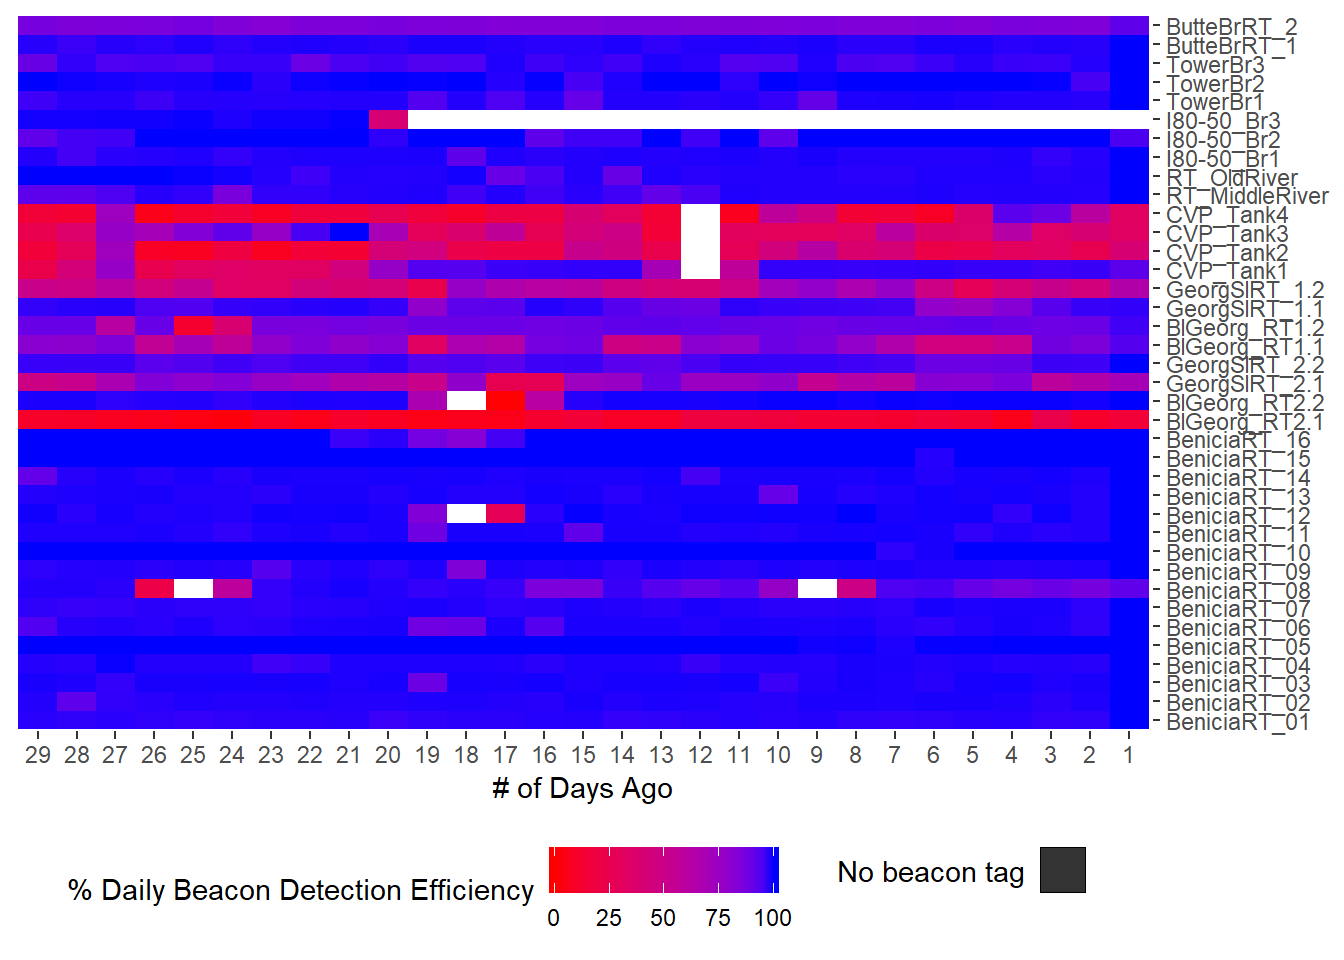 ButteBrRT_2
ButteBrRT_1
TowerBr3
TowerBr2
TowerBr1
I80-50_Br3
I80-50_Br2
I80-50_Br1
RT_OldRiver
RT_MiddleRiver
CVP_Tank4
CVP_Tank3
CVP_Tank2
CVP_Tank1
GeorgSlRT_1.2
GeorgSlRT_1.1
BlGeorg_RT1.2
BlGeorg_RT1.1
GeorgSlRT_2.2
GeorgSlRT_2.1
BlGeorg_RT2.2
BlGeorg_RT2.1
BeniciaRT_16
BeniciaRT_15
BeniciaRT_14
BeniciaRT_13
BeniciaRT_12
BeniciaRT_11
BeniciaRT_10
BeniciaRT_09
BeniciaRT_08
BeniciaRT_07
BeniciaRT_06
BeniciaRT_05
BeniciaRT_04
BeniciaRT_03
BeniciaRT_02
BeniciaRT_01
29 28 27 26 25 24 23 22 21 20 19 18 17 16 15 14 13 12 11 10 9 8 7 6 5 4 3 2 1
# of Days Ago
% Daily Beacon Detection Efficiency
0 25 50 75 100
No beacon tag